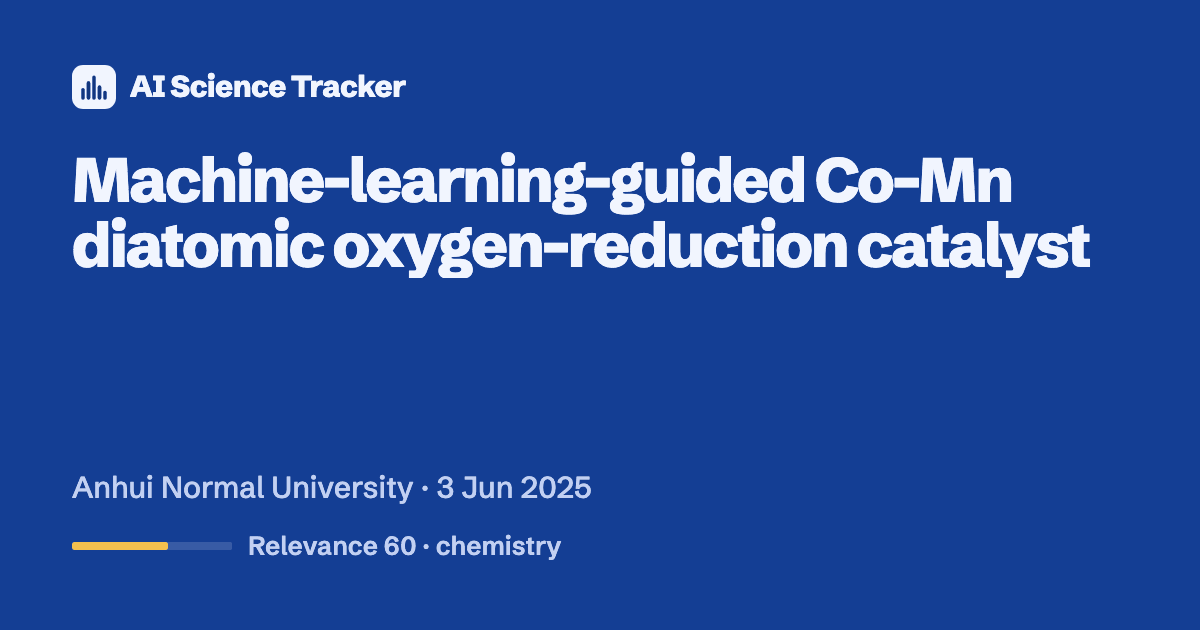 AI Science Tracker
Machine-learning-guided Co-Mn
diatomic oxygen-reduction catalyst
Anhui Normal University · 3 Jun 2025
Relevance 60 · chemistry